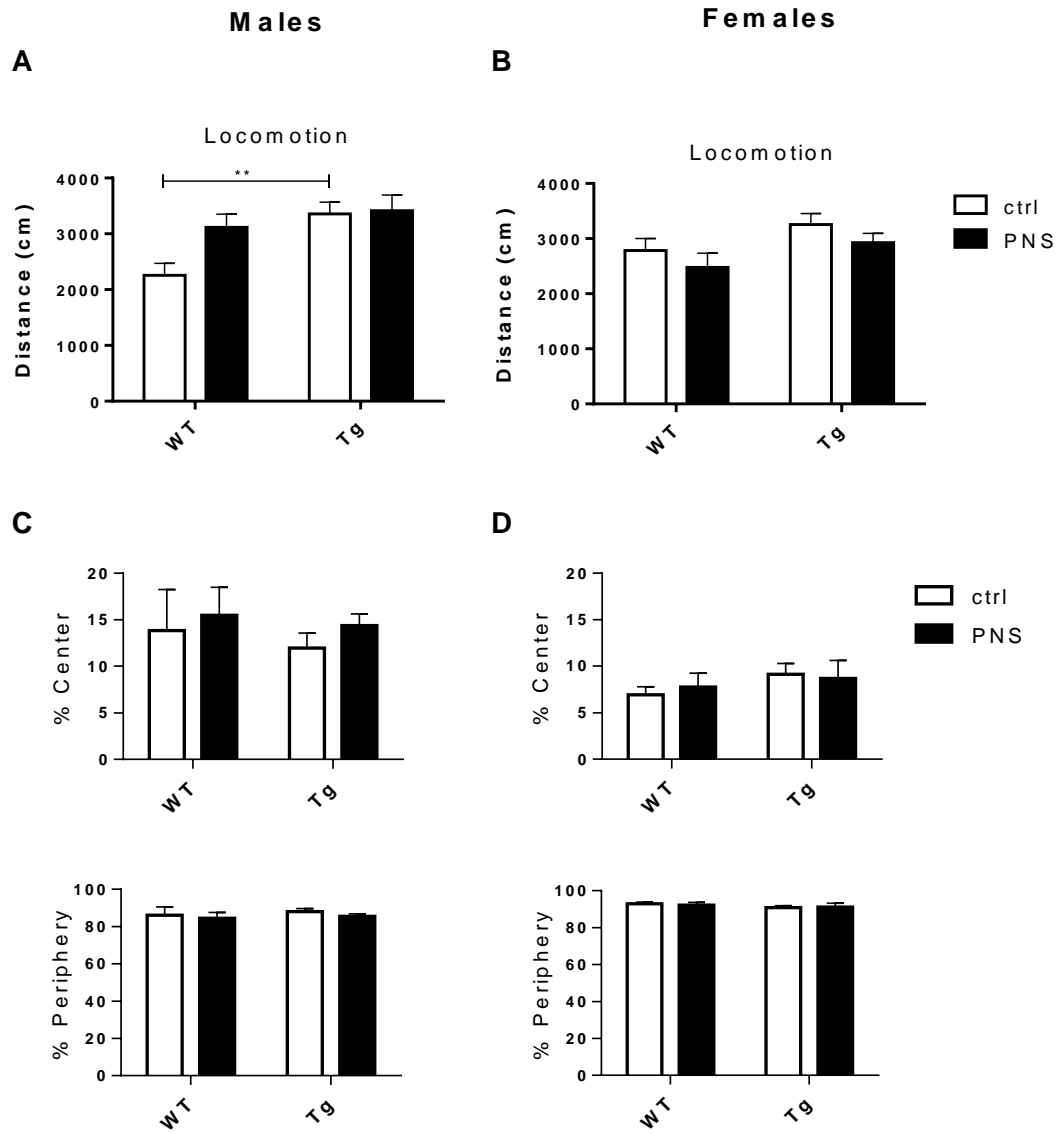 Males
Females
A
B
Locomotion
**
4000
3000
2000
1000
0
Distance (cm)
WT
Tg
Locomotion
4000
3000
2000
1000
0
Distance (cm)
WT
Tg
ctrl
PNS
C
D
20
15
10
5
0
% Center
WT
Tg
20
15
10
5
0
% Center
WT
Tg
ctrl
PNS
100
80
60
40
20
0
% Periphery
WT
Tg
100
80
60
40
20
0
% Periphery
WT
Tg